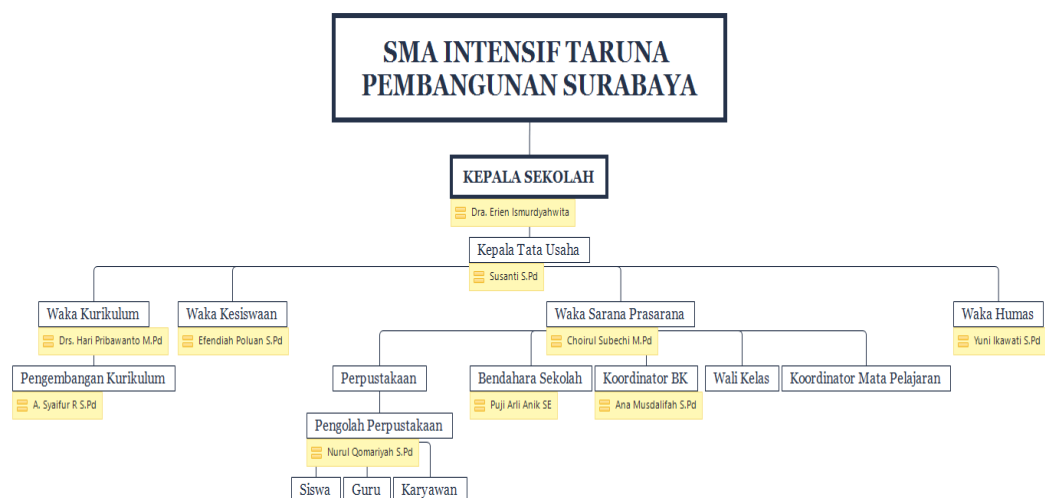 SMA INTENSIF TARUNA
PEMBANGUNAN SURABAYA
KEPALA SEKOLAH
Dra. Erien Ismurdyahwita
Kepala Tata Usaha
Susanti S.Pd
Waka Kurikulum
Drs. Hari Pribawanto M.Pd
Waka Kesiswaan
Efendiah Poluan S.Pd
Waka Sarana Prasarana
Choirul Subechi M.Pd
Waka Humas
Yuni Ikawati S.Pd
Pengembangan Kurikulum
A. Syaifur R S.Pd
Perpustakaan
Bendahara Sekolah
Puji Arli Anik SE
Koordinator BK
Ana Musdalifah S.Pd
Wali Kelas
Koordinator Mata Pelajaran
Pengolah Perpustakaan
Nurul Qomariyah S.Pd
Siswa
Guru
Karyawan